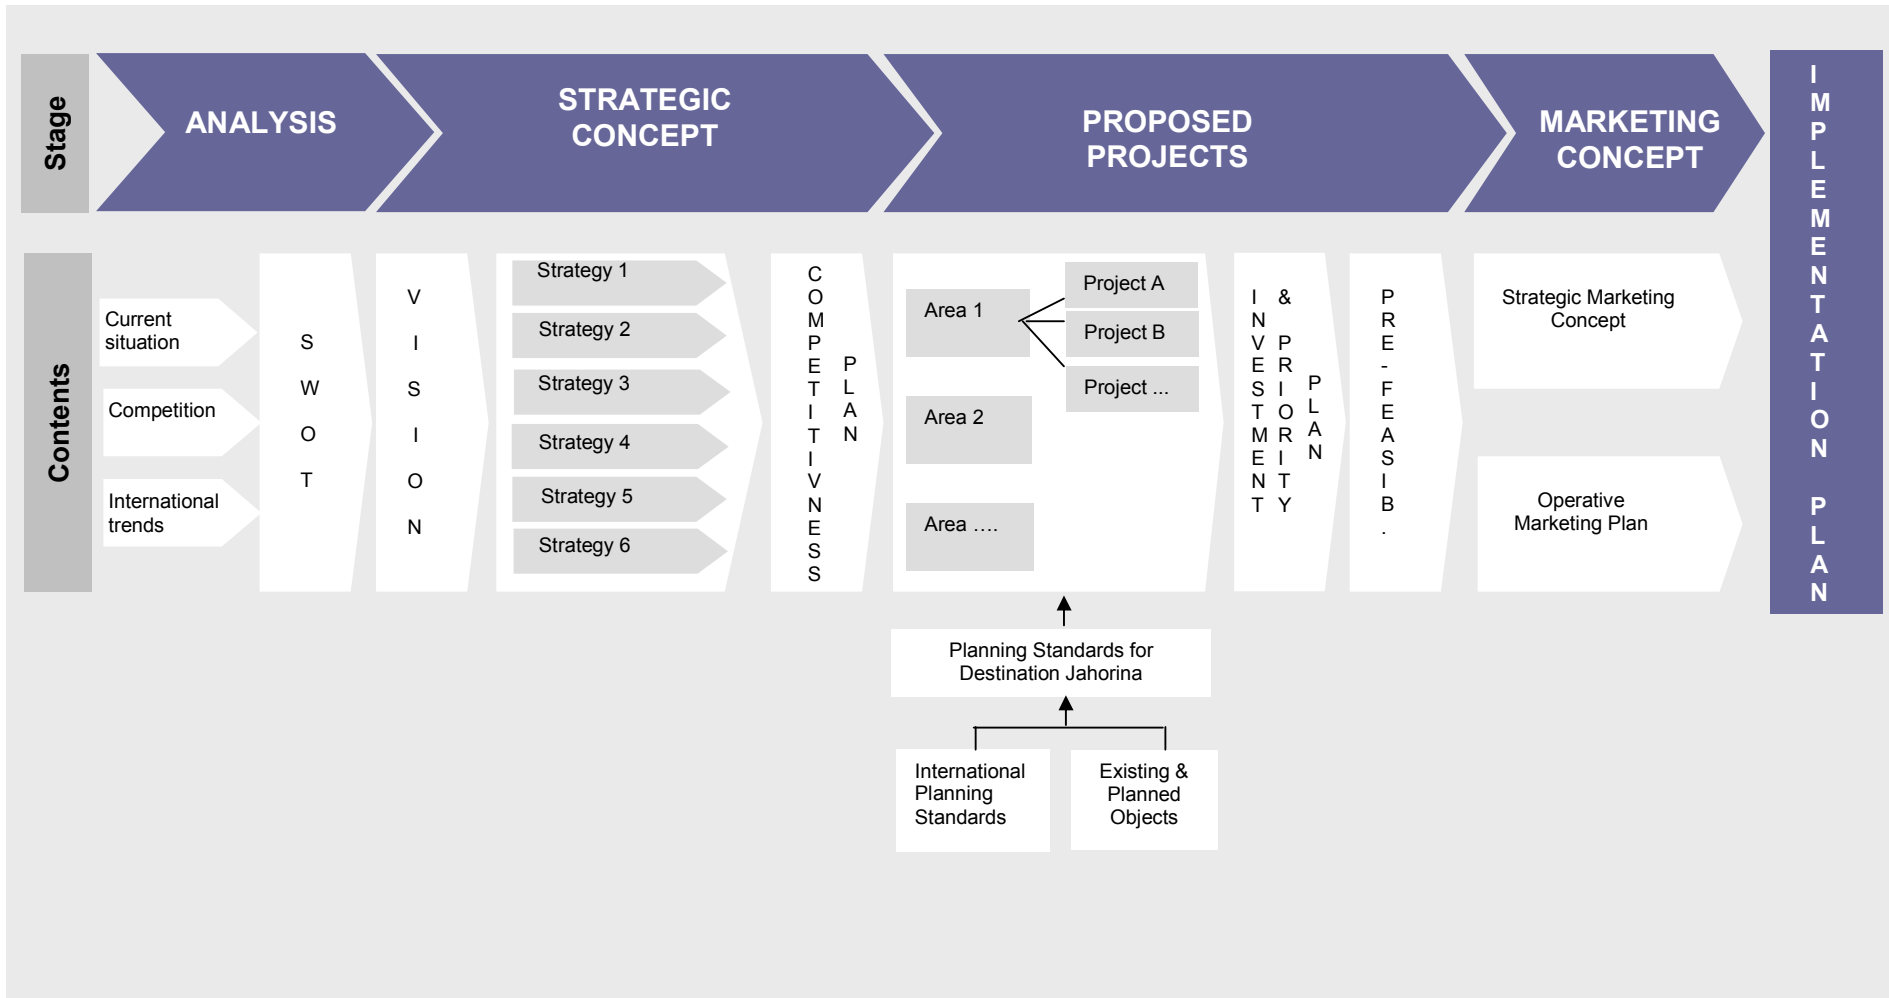 Stage
ANALYSIS
STRATEGIC
CONCEPT
PROPOSED
PROJECTS
MARKETING
CONCEPT
IMPLEMENTATION PLAN
Contents
Current
situation
Competition
International
trends
SWOT
VISION
Strategy 1
Strategy 2
Strategy 3
Strategy 4
Strategy 5
Strategy 6
COMPETITIVNESS
PLAN
Area 1
Area 2
Area ....
Project A
Project B
Project ...
INVESTMENT
& PRIORITY
PLAN
PRE-FEASIB.
Strategic Marketing
Concept
Operative
Marketing Plan
Planning Standards for
Destination Jahorina
International
Planning
Standards
Existing &
Planned
Objects